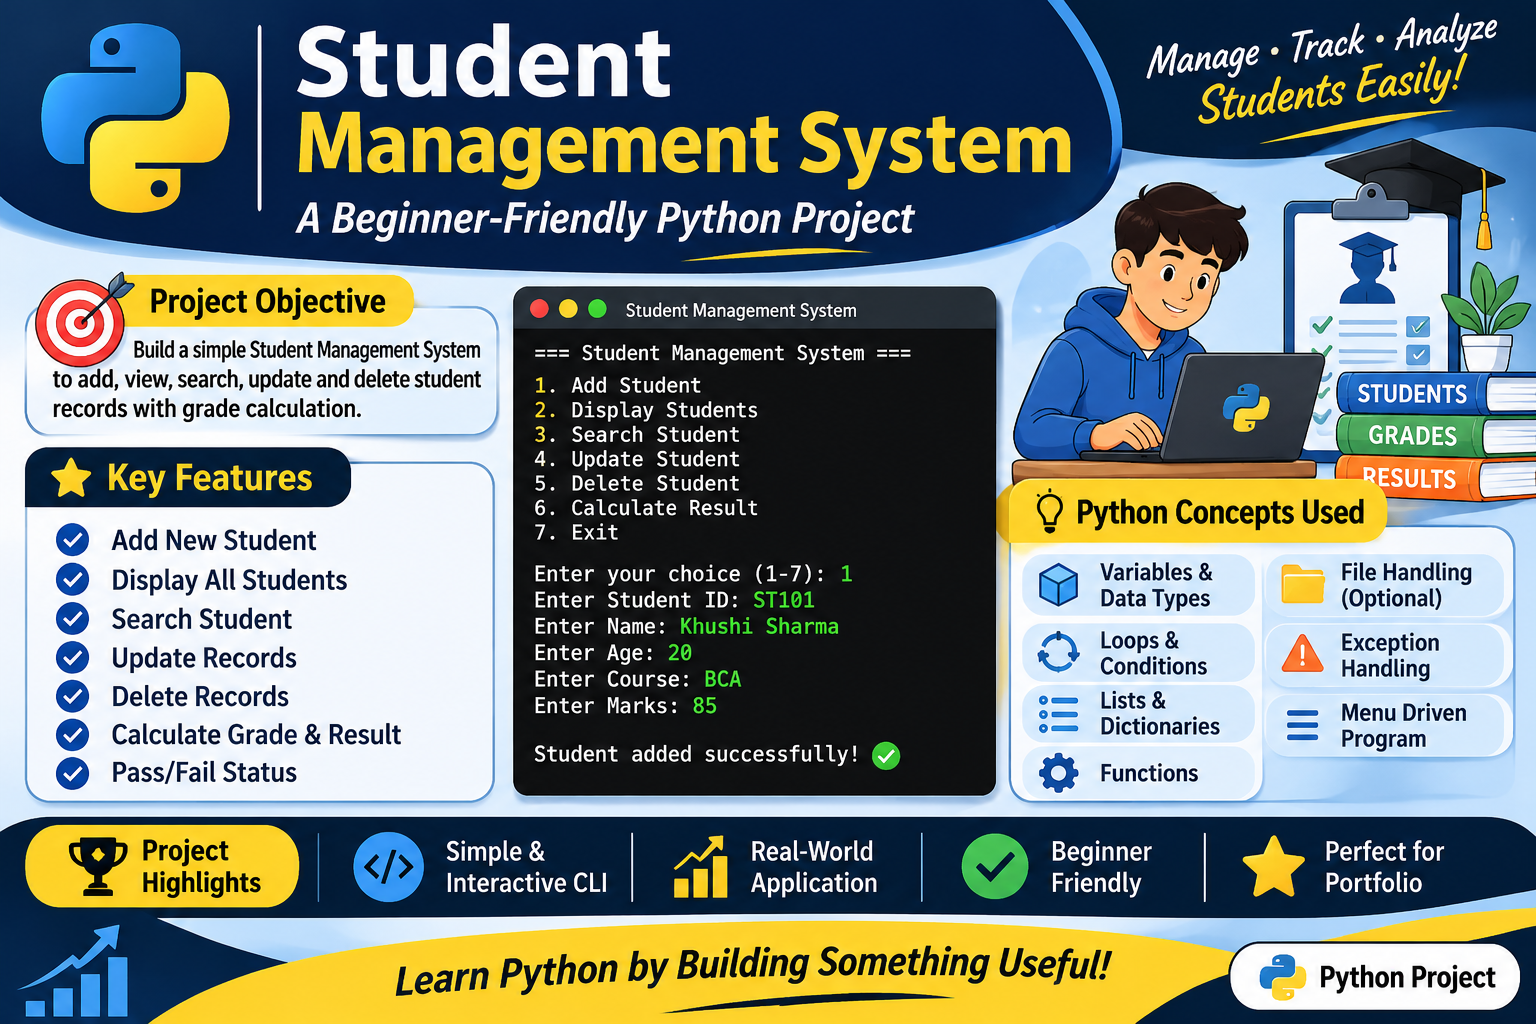 Student
Management System
A Beginner-Friendly Python Project
Manage • Track • Analyze
Students Easily!
Project Objective
Build a simple Student Management System
to add, view, search, update and delete student
records with grade calculation.
Key Features
Add New Student
Display All Students
Search Student
Update Records
Delete Records
Calculate Grade & Result
Pass/Fail Status
Student Management System
=== Student Management System ===
1. Add Student
2. Display Students
3. Search Student
4. Update Student
5. Delete Student
6. Calculate Result
7. Exit
Enter your choice (1-7): 1
Enter Student ID: ST101
Enter Name: Khushi Sharma
Enter Age: 20
Enter Course: BCA
Enter Marks: 85
Student added successfully!
STUDENTS
GRADES
RESULTS
Python Concepts Used
Variables &
Data Types
Loops &
Conditions
Lists &
Dictionaries
Functions
File Handling
(Optional)
Exception
Handling
Menu Driven
Program
Project
Highlights
</>
Simple &
Interactive CLI
Real-World
Application
Beginner
Friendly
Perfect for
Portfolio
Learn Python by Building Something Useful!
Python Project